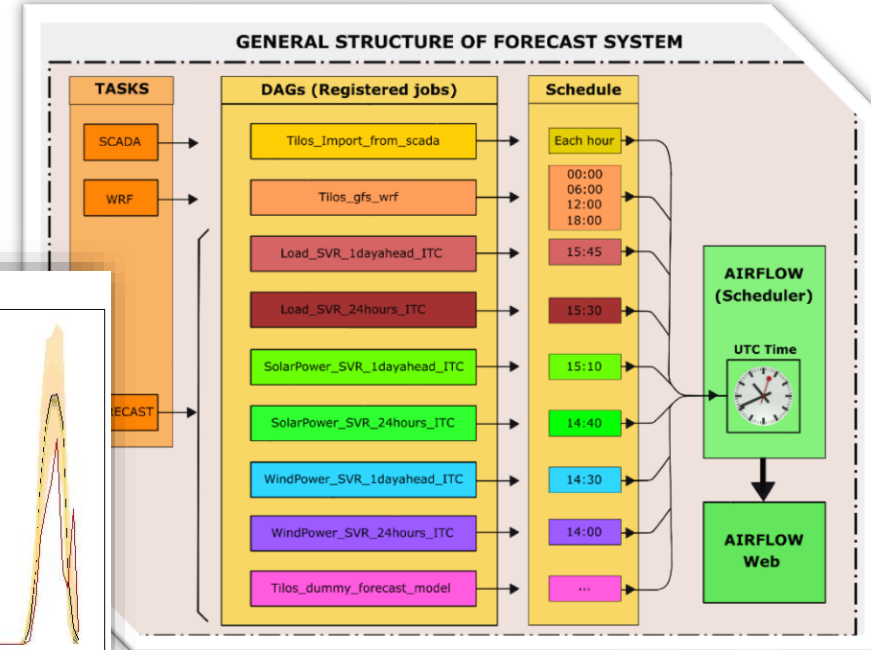 GENERAL STRUCTURE OF FORECAST SYSTEM
TASKS
DAGs (Registered jobs)
Schedule
SCADA
Tilos_Import_from_scada
Each hour
WRF
Tilos_gfs_wrf
00:00
06:00
12:00
18:00
Load_SVR_1dayahead_ITC
15:45
Load_SVR_24hours_ITC
15:30
SolarPower_SVR_1dayahead_ITC
15:10
RECAST
SolarPower_SVR_24hours_ITC
14:40
WindPower_SVR_1dayahead_ITC
14:30
WindPower_SVR_24hours_ITC
14:00
Tilos_dummy_forecast_model
...
AIRFLOW
(Scheduler)
UTC Time
AIRFLOW
Web